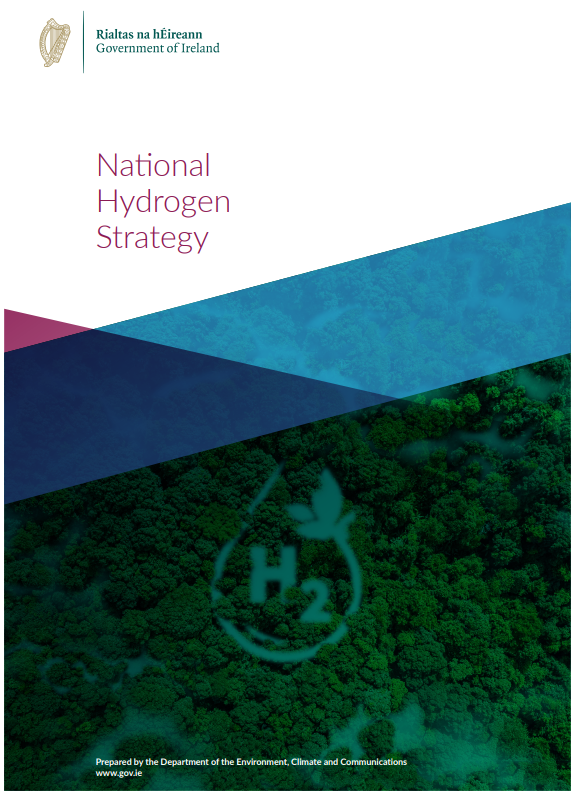 Rialtas na hÉireann
Government of Ireland
National
Hydrogen
Strategy
H2
Prepared by the Department of the Environment, Climate and Communications
www.gov.ie